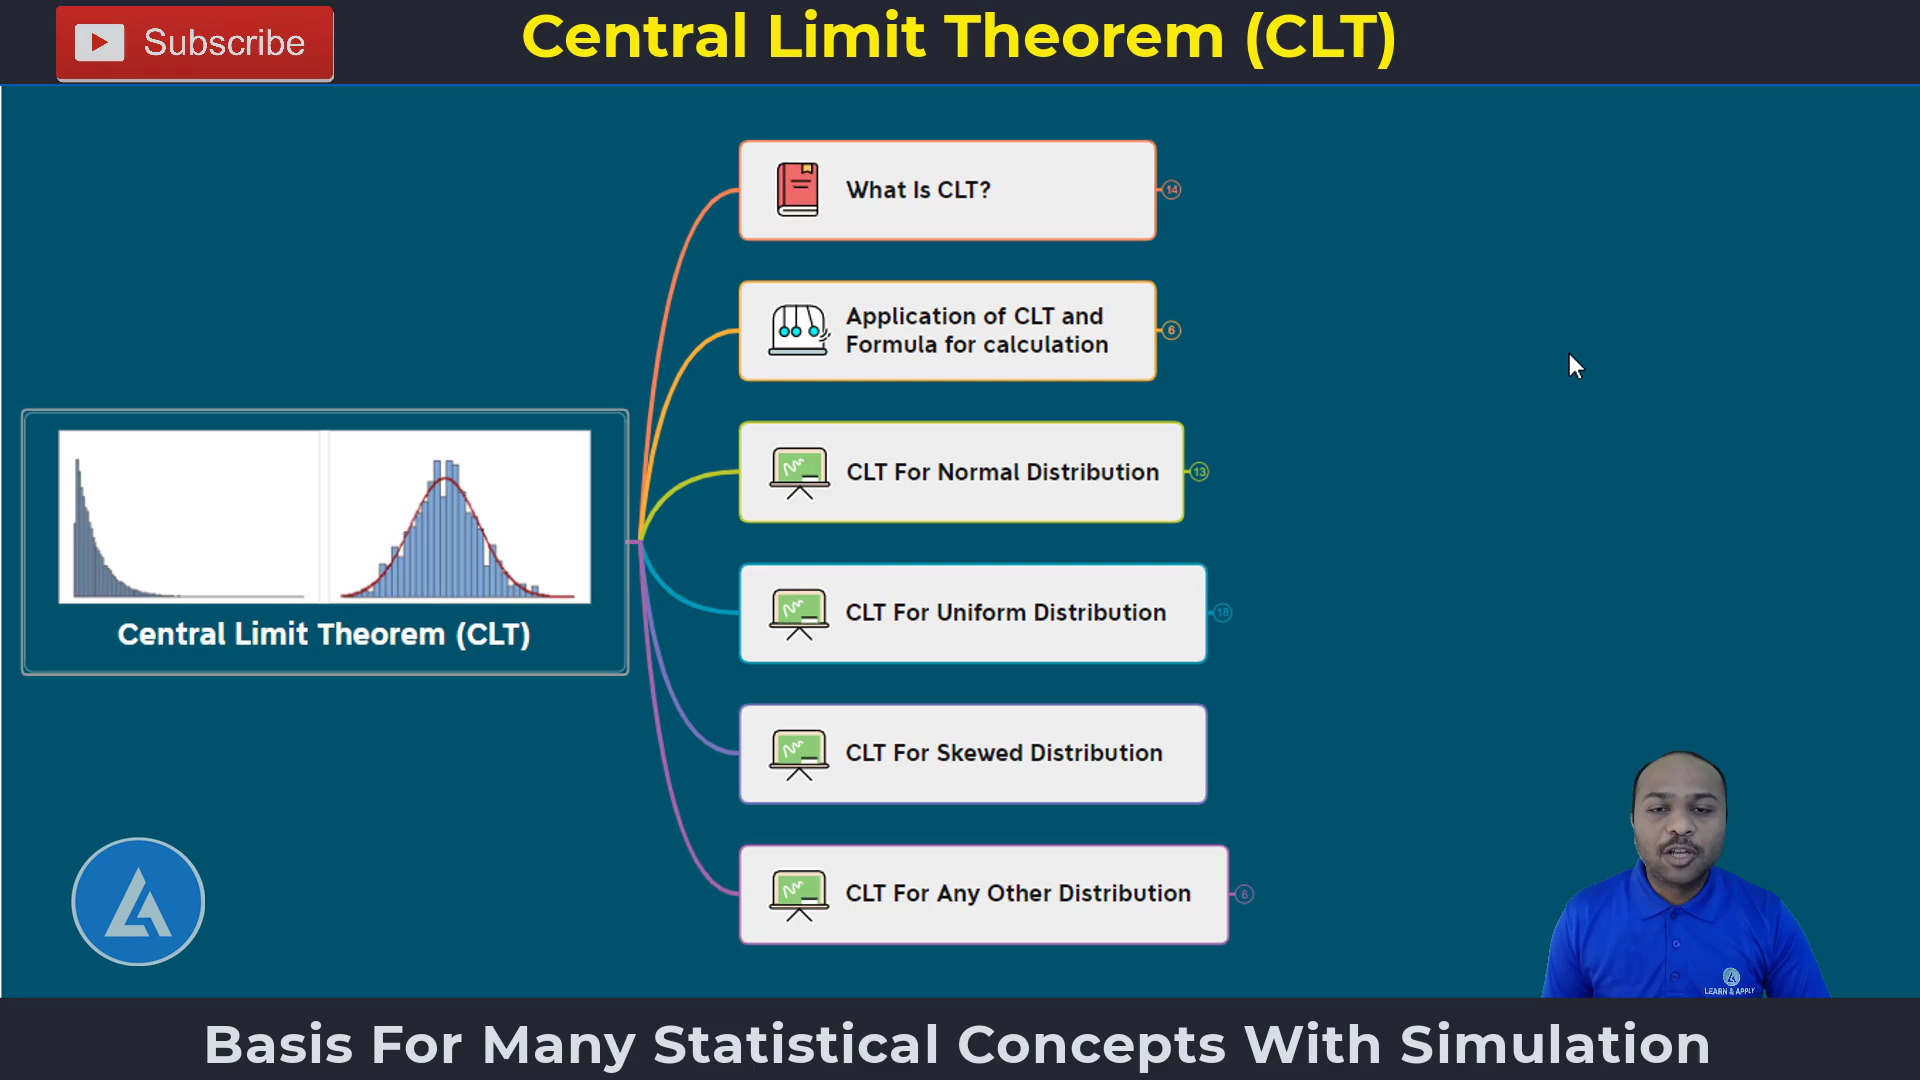 Subscribe
Central Limit Theorem (CLT)
What Is CLT?
14
Application of CLT and
Formula for calculation
6
CLT For Normal Distribution
13
CLT For Uniform Distribution
18
Central Limit Theorem (CLT)
CLT For Skewed Distribution
CLT For Any Other Distribution
6
LEARN & APPLY
Basis For Many Statistical Concepts With Simulation